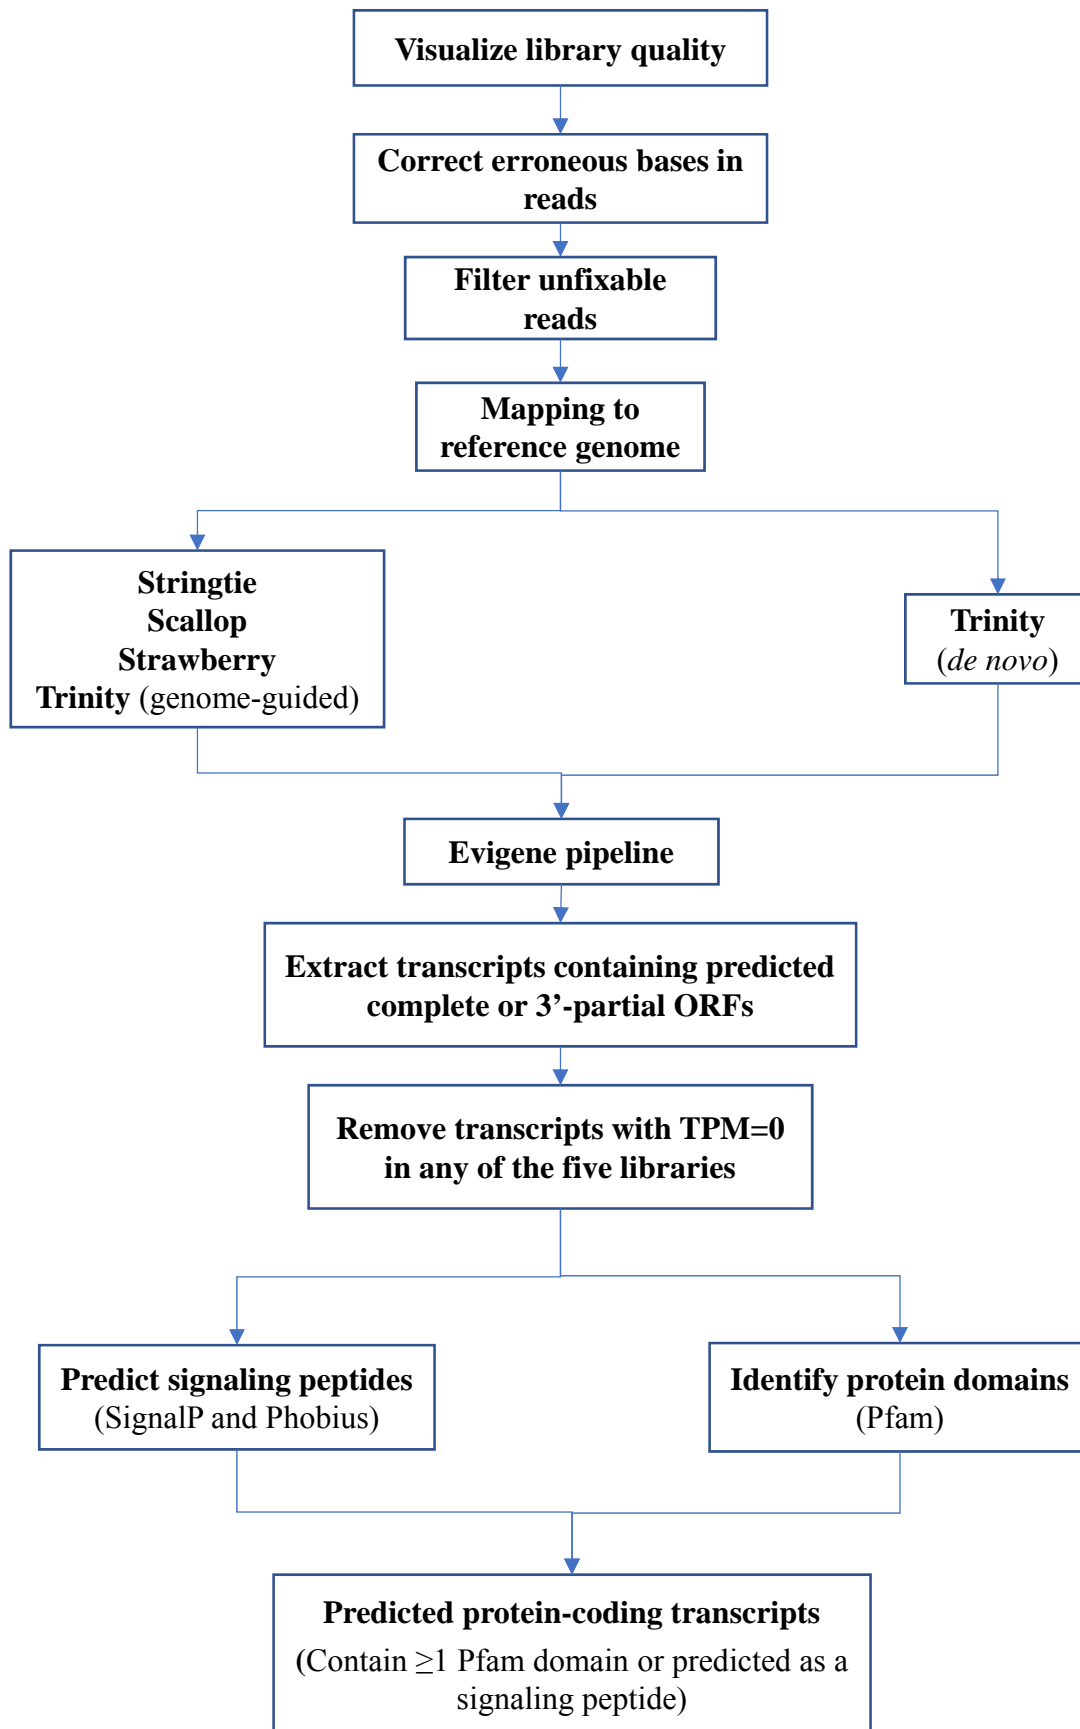 Visualize library quality
Correct erroneous bases in
reads
Filter unfixable
reads
Mapping to
reference genome
Stringtie
Scallop
Strawberry
Trinity (genome-guided)
Trinity
(de novo)
Evigene pipeline
Extract transcripts containing predicted
complete or 3’-partial ORFs
Remove transcripts with TPM=0
in any of the five libraries
Predict signaling peptides
(SignalP and Phobius)
Identify protein domains
(Pfam)
Predicted protein-coding transcripts
(Contain ≥1 Pfam domain or predicted as a
signaling peptide)